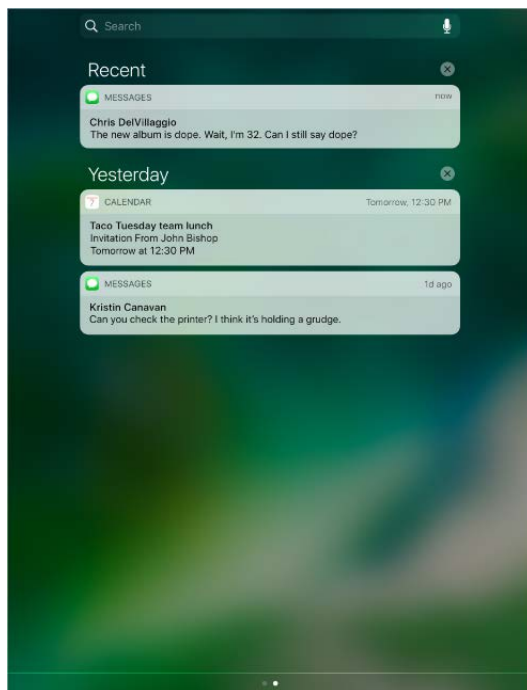 Search
Recent
MESSAGES
now
Chris DelVillaggio
The new album is dope. Wait, I'm 32. Can I still say dope?
Yesterday
7
CALENDAR
Tomorrow, 12:30 PM
Taco Tuesday team lunch
Invitation From John Bishop
Tomorrow at 12:30 PM
MESSAGES
1d ago
Kristin Canavan
Can you check the printer? I think it's holding a grudge.